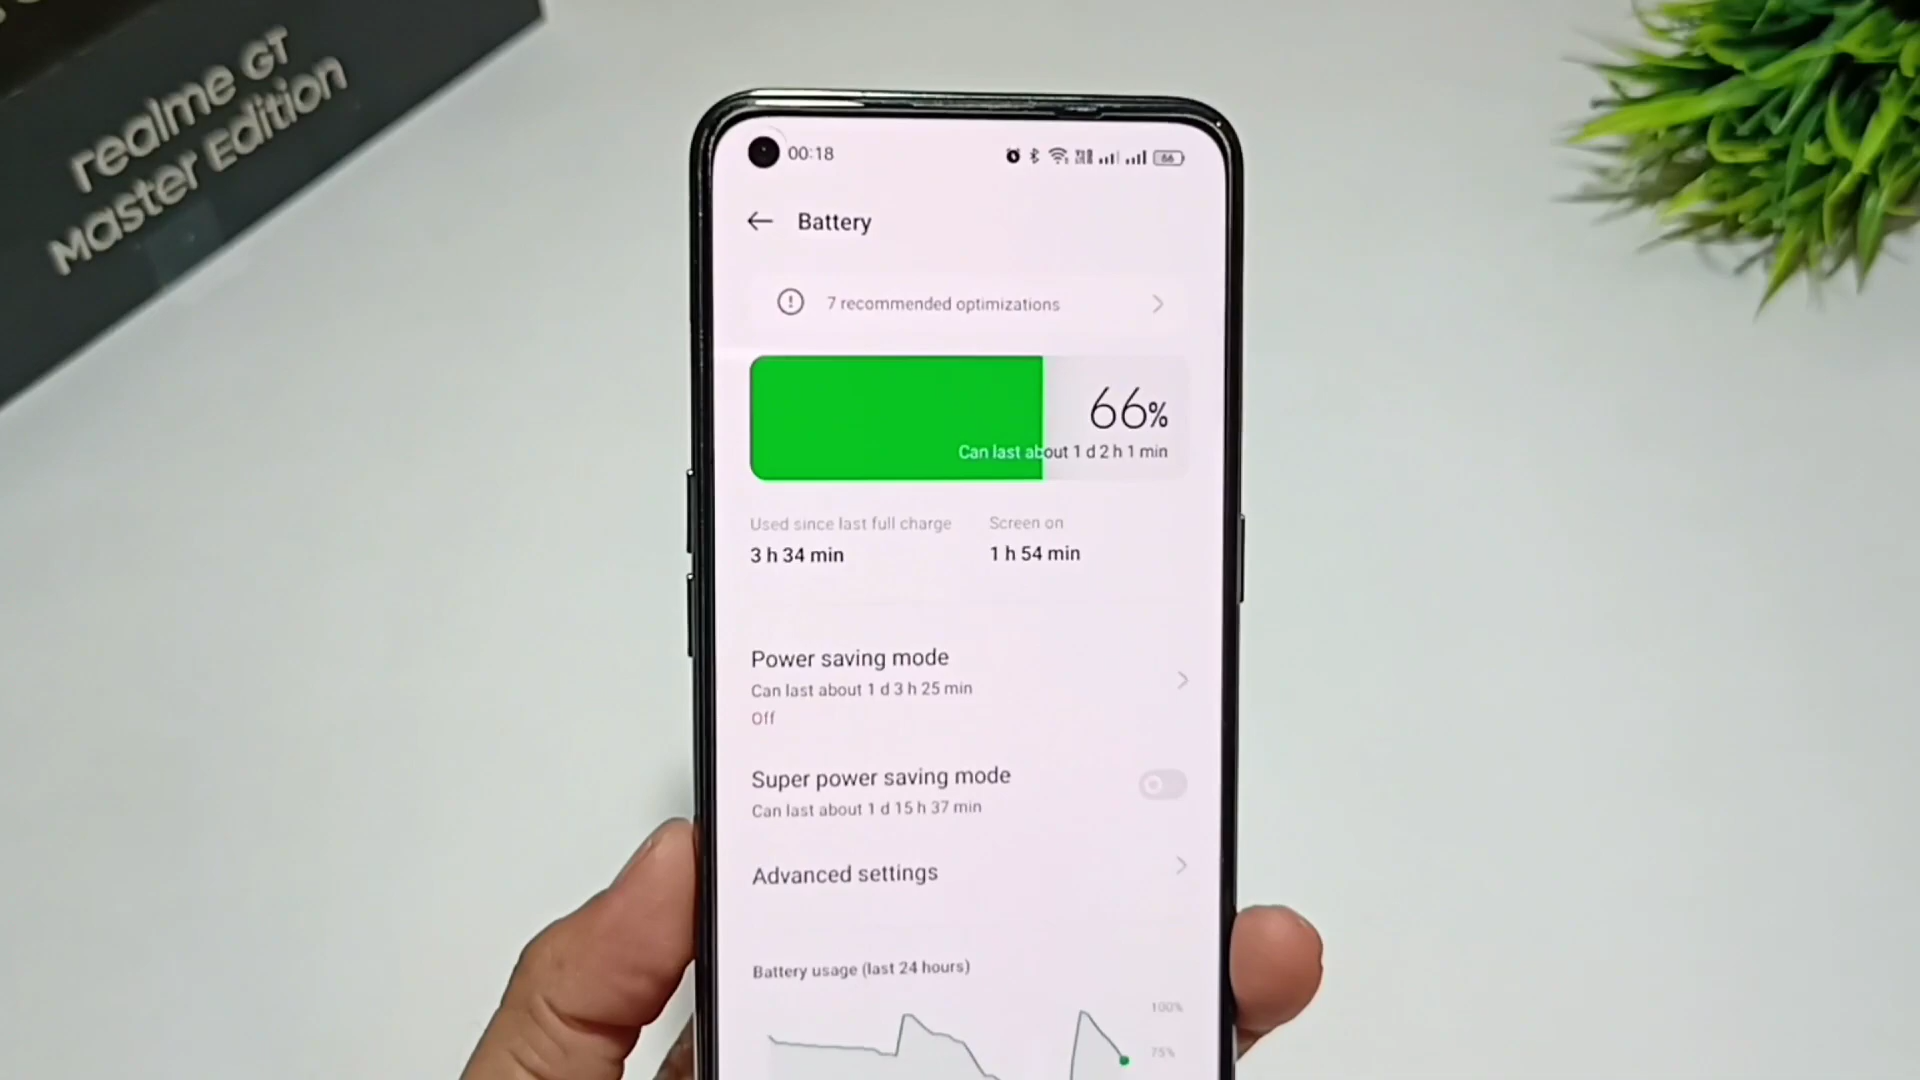 realme GT
Master Edition
00:18
66
Battery
7 recommended optimizations
66%
Can last about 1 d 2 h 1 min
Used since last full charge
Screen on
3 h 34 min
1 h 54 min
Power saving mode
Can last about 1 d 3 h 25 min
Off
Super power saving mode
Can last about 1 d 15 h 37 min
Advanced settings
Battery usage (last 24 hours)
100%
75%